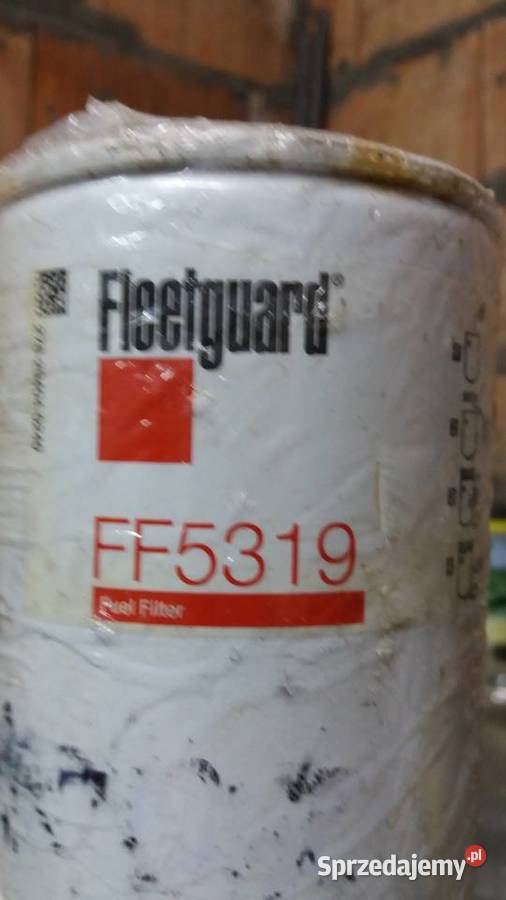 Fleetguard®
FF5319
Fuel Filter
Sprzedajemy.pl